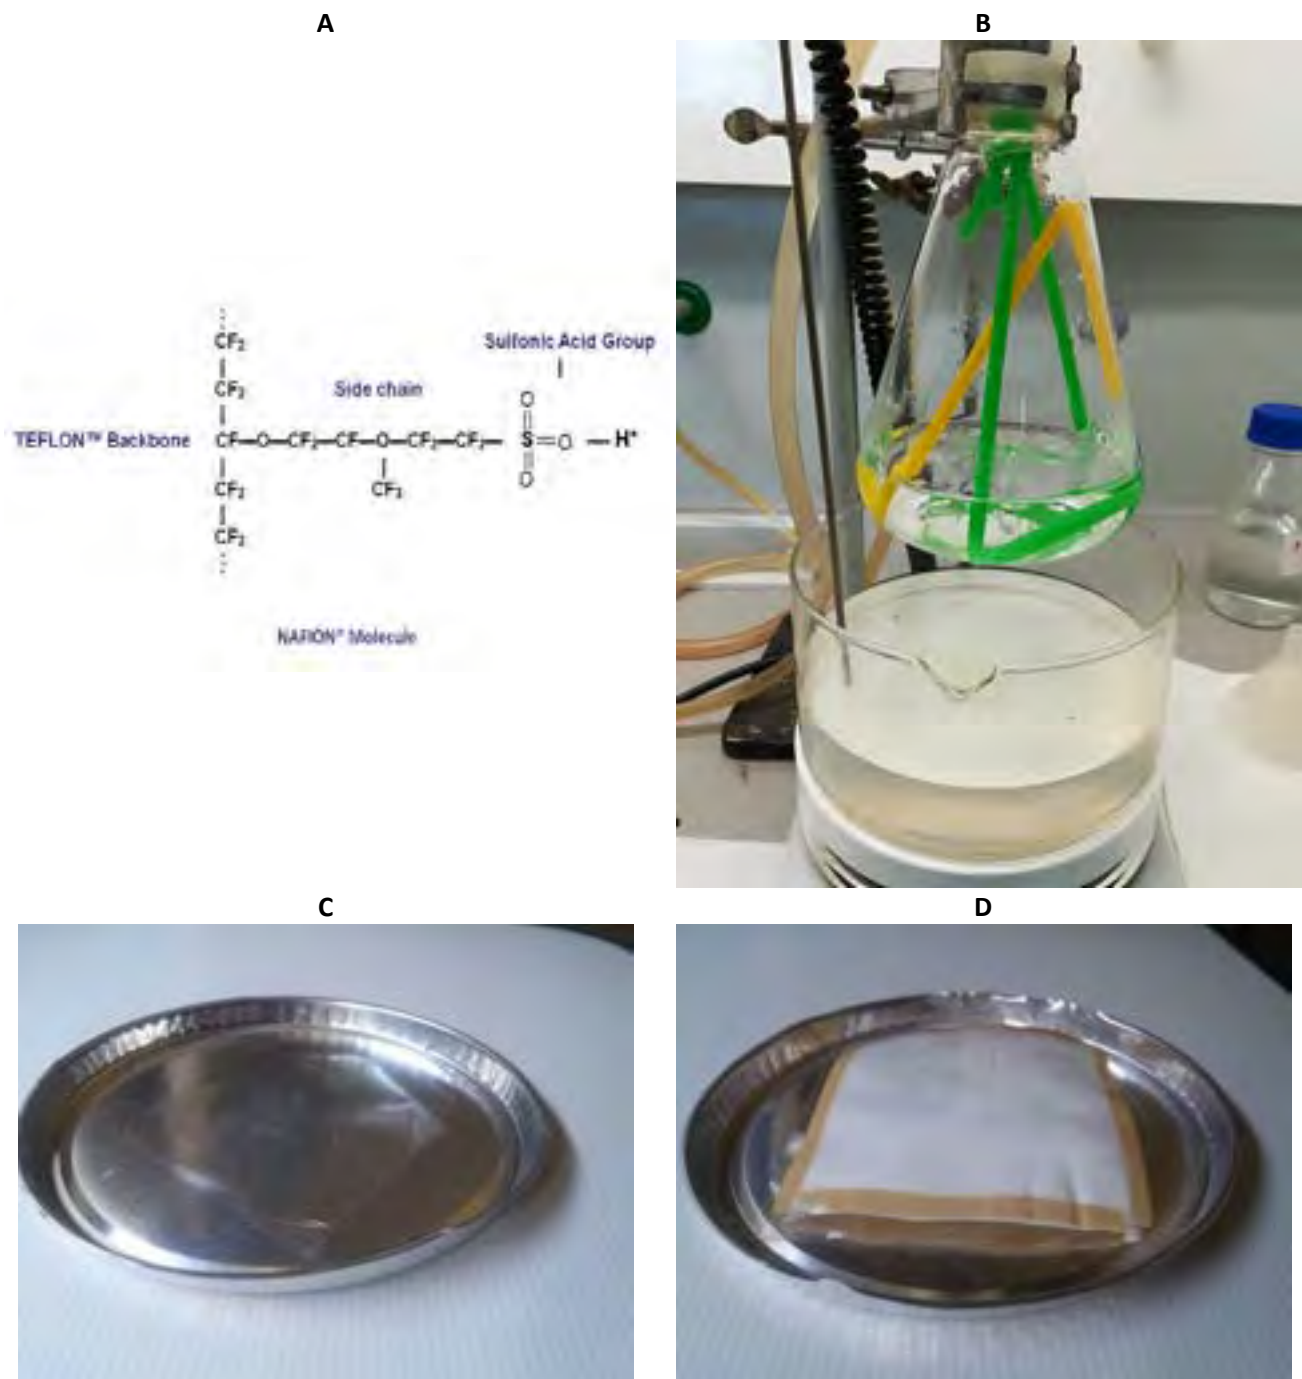 A
B
CF₂
CF₂
Sulfonic Acid Group
Side chain
O
TEFLON™ Backbone CF—O—CF₂—CF—O—CF₂—CF₂— S=O —H⁺
O
CF₂ CF₃
CF₂
NAFION® Molecule
C
D